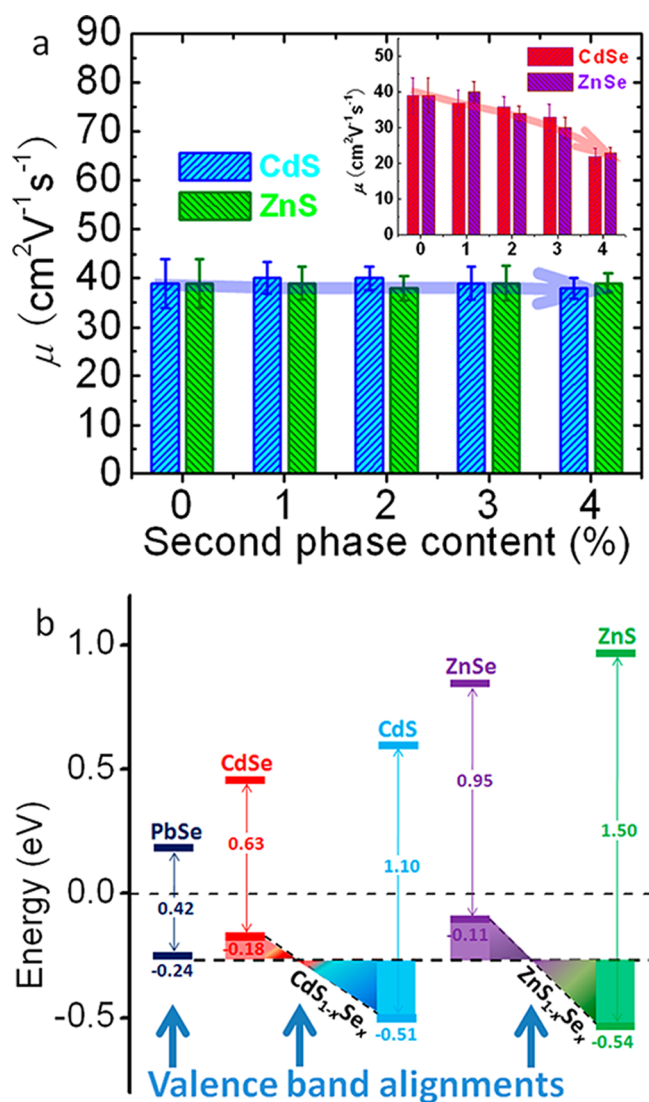 a
90
80
70
60
50
40
30
20
10
0
μ (cm²V⁻¹s⁻¹)
CdS
ZnS
50
40
30
20
10
0
μ (cm²V⁻¹s⁻¹)
CdSe
ZnSe
0 1 2 3 4
0 1 2 3 4
Second phase content (%)
b
1.0
0.5
0.0
-0.5
Energy (eV)
ZnS
ZnSe
CdS
CdSe
PbSe
0.95
1.50
0.63
1.10
0.42
-0.11
-0.18
-0.24
CdS₁₋ₓSeₓ
ZnS₁₋ₓSeₓ
-0.51
-0.54
Valence band alignments